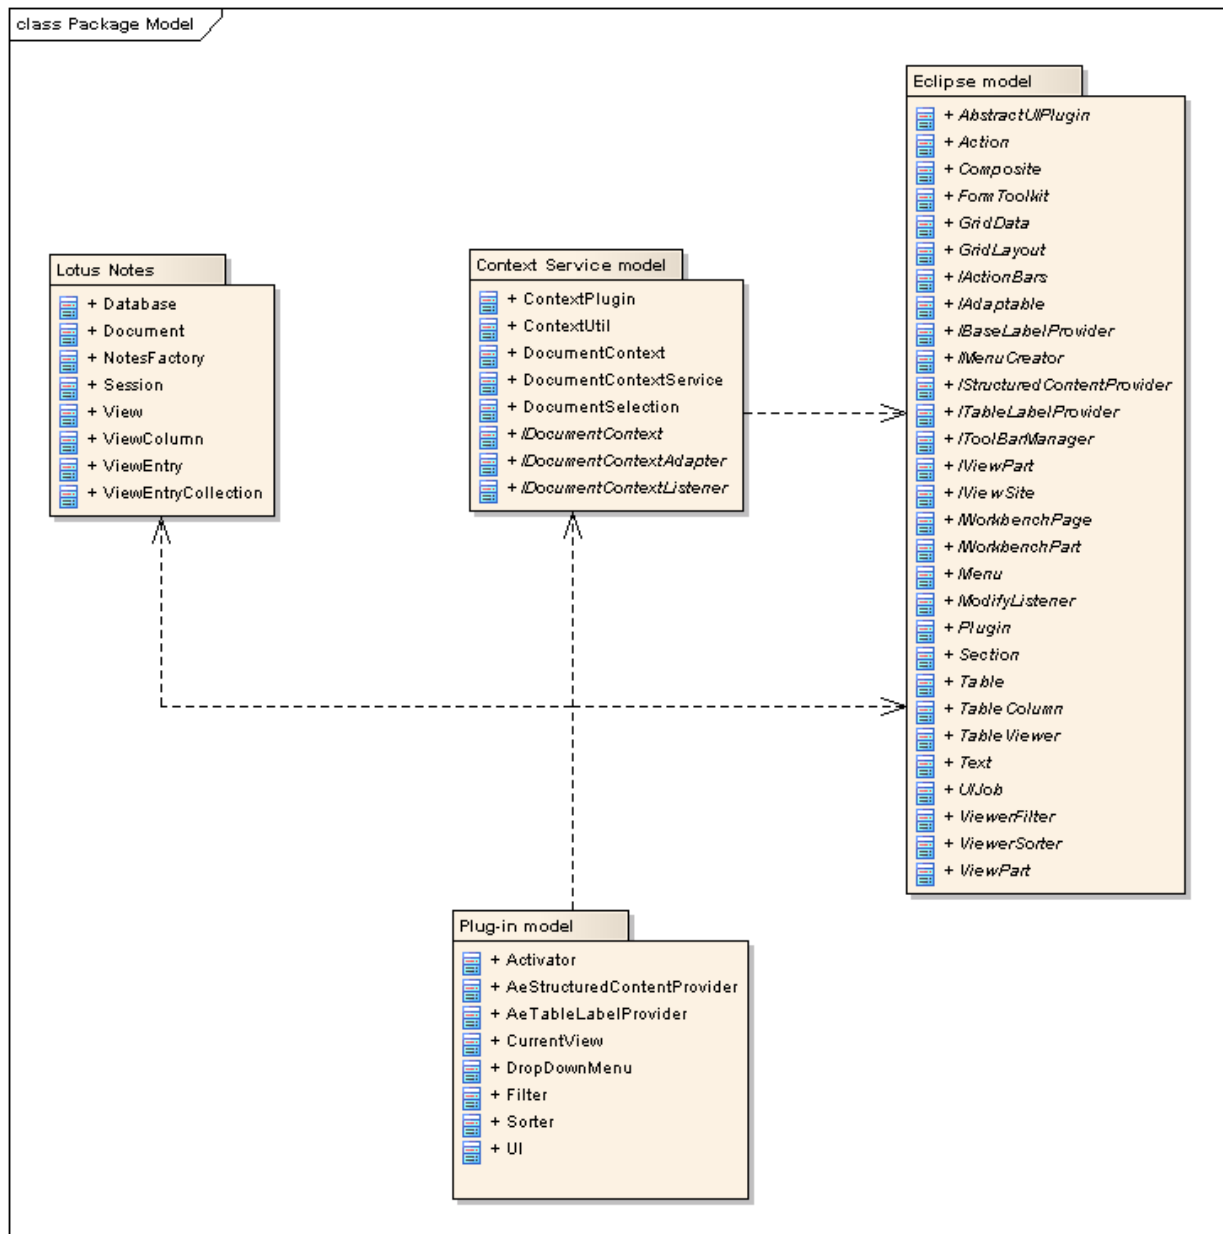 class Package Model
Lotus Notes
+ Database
+ Document
+ NotesFactory
+ Session
+ View
+ ViewColumn
+ ViewEntry
+ ViewEntryCollection
Context Service model
+ ContextPlugin
+ ContextUtil
+ DocumentContext
+ DocumentContextService
+ DocumentSelection
+ IDocumentContext
+ IDocumentContextAdapter
+ IDocumentContextListener
Eclipse model
+ AbstractUIPlugin
+ Action
+ Composite
+ FormToolkit
+ GridData
+ GridLayout
+ IActionBars
+ IAdaptable
+ IBaseLabelProvider
+ IMenuCreator
+ IStructuredContentProvider
+ ITableLabelProvider
+ IToolBarManager
+ IViewPart
+ IViewSite
+ IWorkbenchPage
+ IWorkbenchPart
+ Menu
+ ModifyListener
+ Plugin
+ Section
+ Table
+ TableColumn
+ TableViewer
+ Text
+ UIJob
+ ViewerFilter
+ ViewerSorter
+ ViewPart
Plug-in model
+ Activator
+ AeStructuredContentProvider
+ AeTableLabelProvider
+ CurrentView
+ DropDownMenu
+ Filter
+ Sorter
+ UI